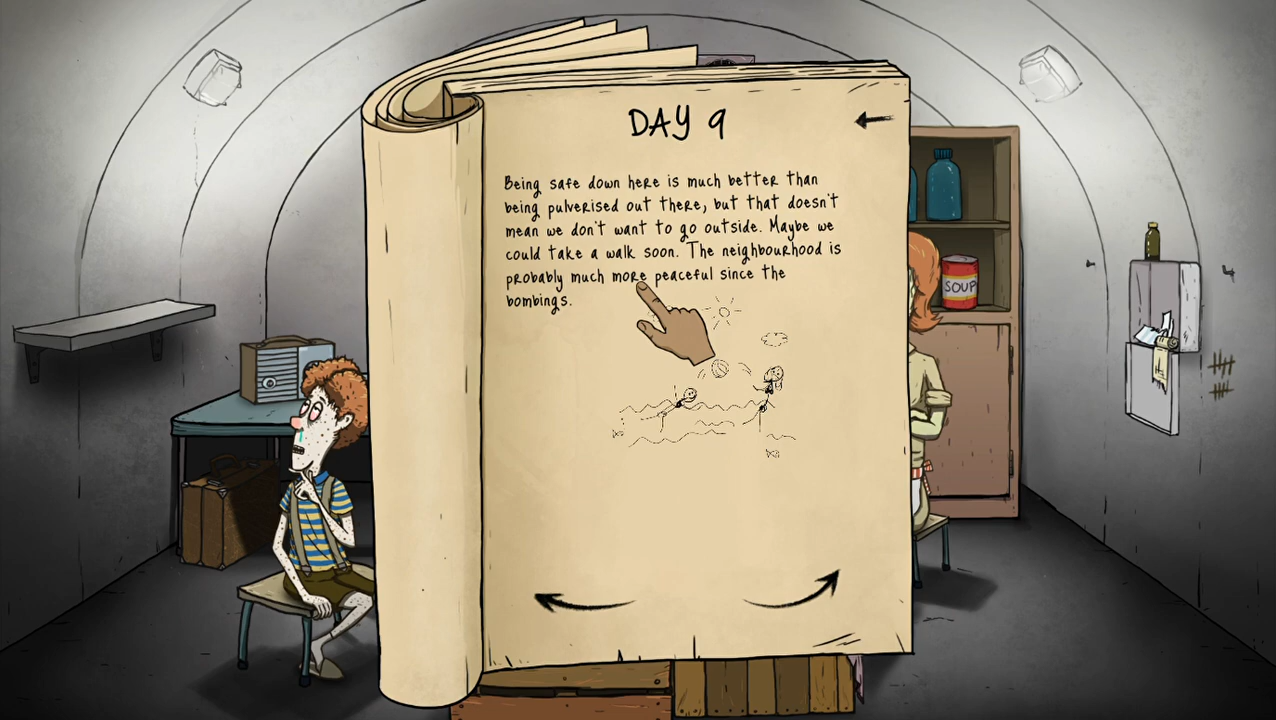 DAY 9
Being safe down here is much better than
being pulverised out there, but that doesn't
mean we don't want to go outside. Maybe we
could take a walk soon. The neighbourhood is
probably much more peaceful since the
bombings.
SOUP